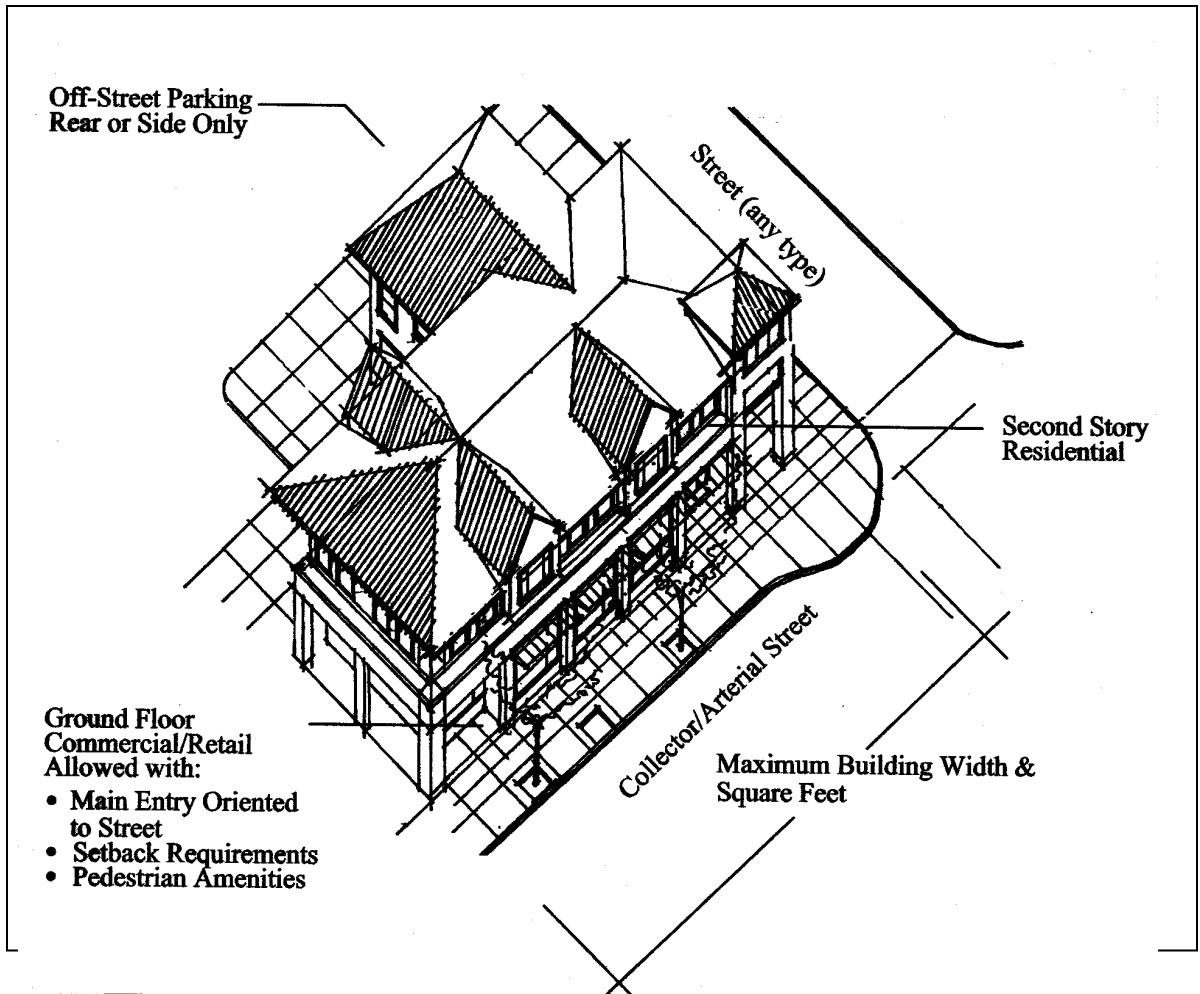 Off-Street Parking
Rear or Side Only
Street (any type)
Second Story
Residential
Collector/Arterial Street
Ground Floor
Commercial/Retail
Allowed with:
• Main Entry Oriented
to Street
• Setback Requirements
• Pedestrian Amenities
Maximum Building Width &
Square Feet